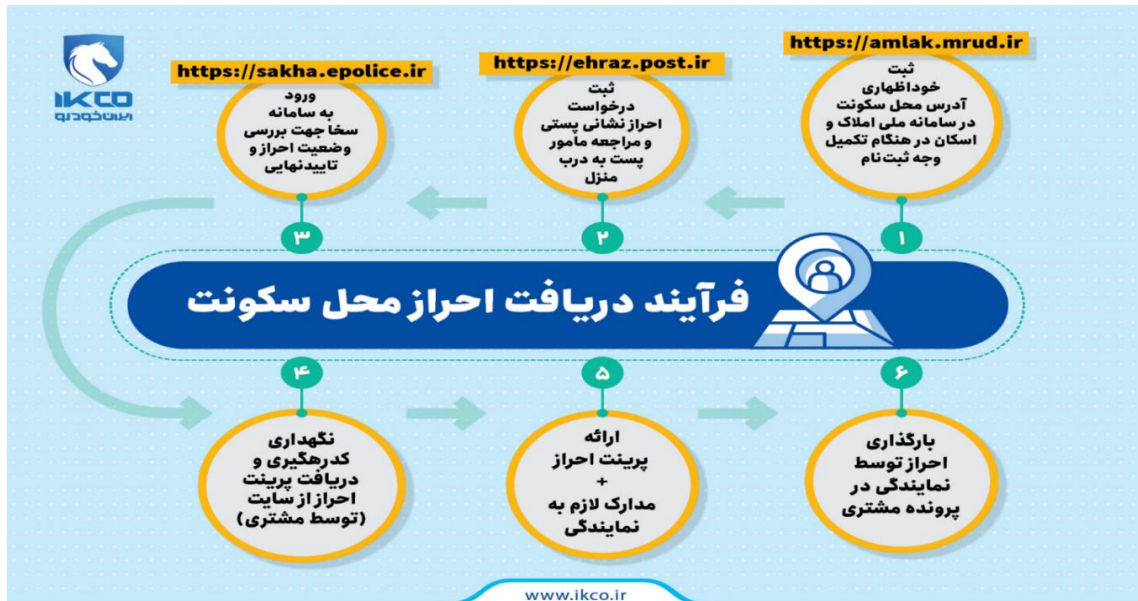 IKCO
ایران‌خودرو
https://amlak.mrud.ir
ثبت
خوداظهاری
آدرس محل سکونت
در سامانه ملی املاک و
اسکان در هنگام تکمیل
وجه ثبت‌نام
۱
https://ehraz.post.ir
ثبت
درخواست
احراز نشانی پستی
و مراجعه مامور
پست به درب
منزل
۲
https://sakha.epolice.ir
ورود
به سامانه
سخا جهت بررسی
وضعیت احراز و
تاییدنهایی
۳
فرآیند دریافت احراز محل سکونت
۴
نگهداری
کدرهگیری و
دریافت پرینت
احراز از سایت
(توسط مشتری)
۵
ارائه
پرینت احراز
+
مدارک لازم به
نمایندگی
۶
بارگذاری
احراز توسط
نمایندگی در
پرونده مشتری
www.ikco.ir